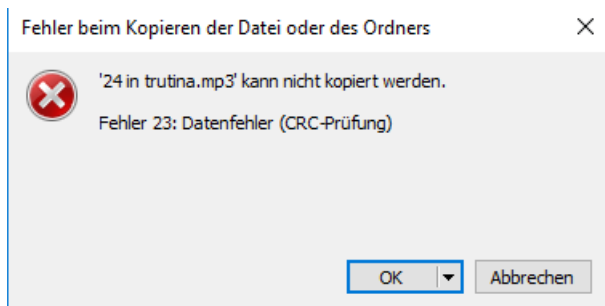 Fehler beim Kopieren der Datei oder des Ordners
'24 in trutina.mp3' kann nicht kopiert werden.
Fehler 23: Datenfehler (CRC-Prüfung)
OK
Abbrechen